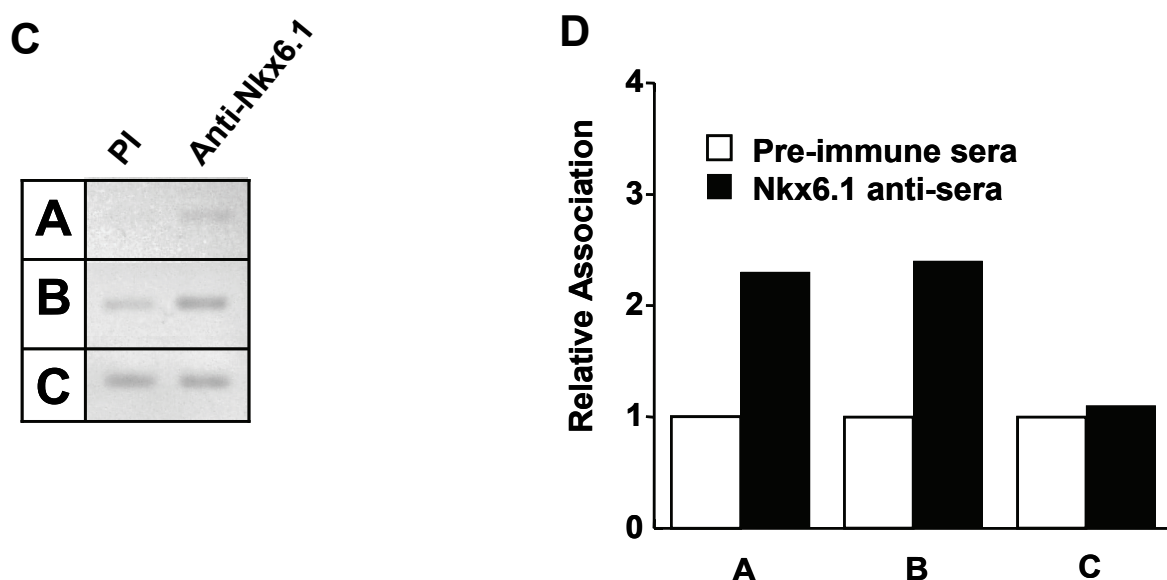 C
PI
Anti-Nkx6.1
A
B
C
D
4
3
2
1
0
Relative Association
Pre-immune sera
Nkx6.1 anti-sera
A
B
C